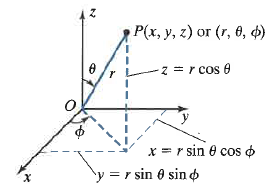 z
P(x, y, z) or (r, θ, ϕ)
θ
r
z = r cos θ
O
ϕ
y
x = r sin θ cos ϕ
x
y = r sin θ sin ϕ